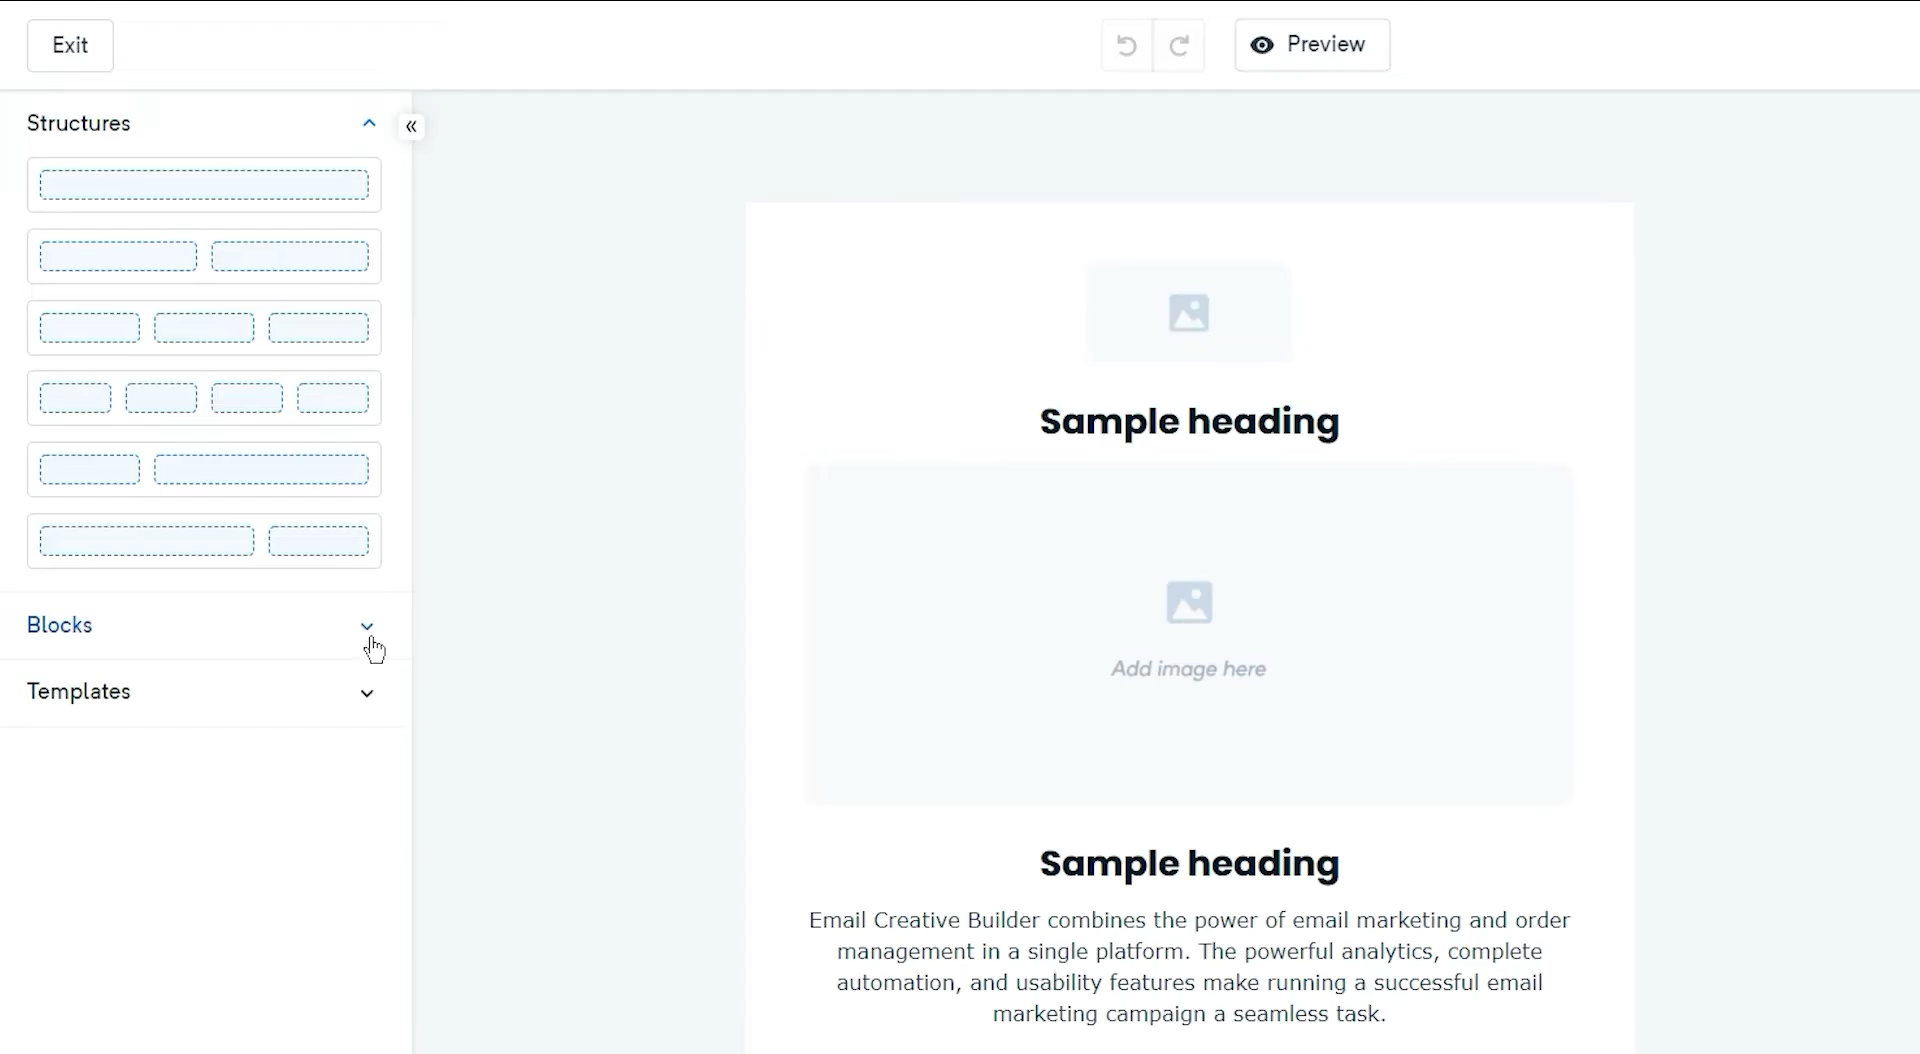 Exit
Preview
Structures
Blocks
Templates
Sample heading
Add image here
Sample heading
Email Creative Builder combines the power of email marketing and order
management in a single platform. The powerful analytics, complete
automation, and usability features make running a successful email
marketing campaign a seamless task.